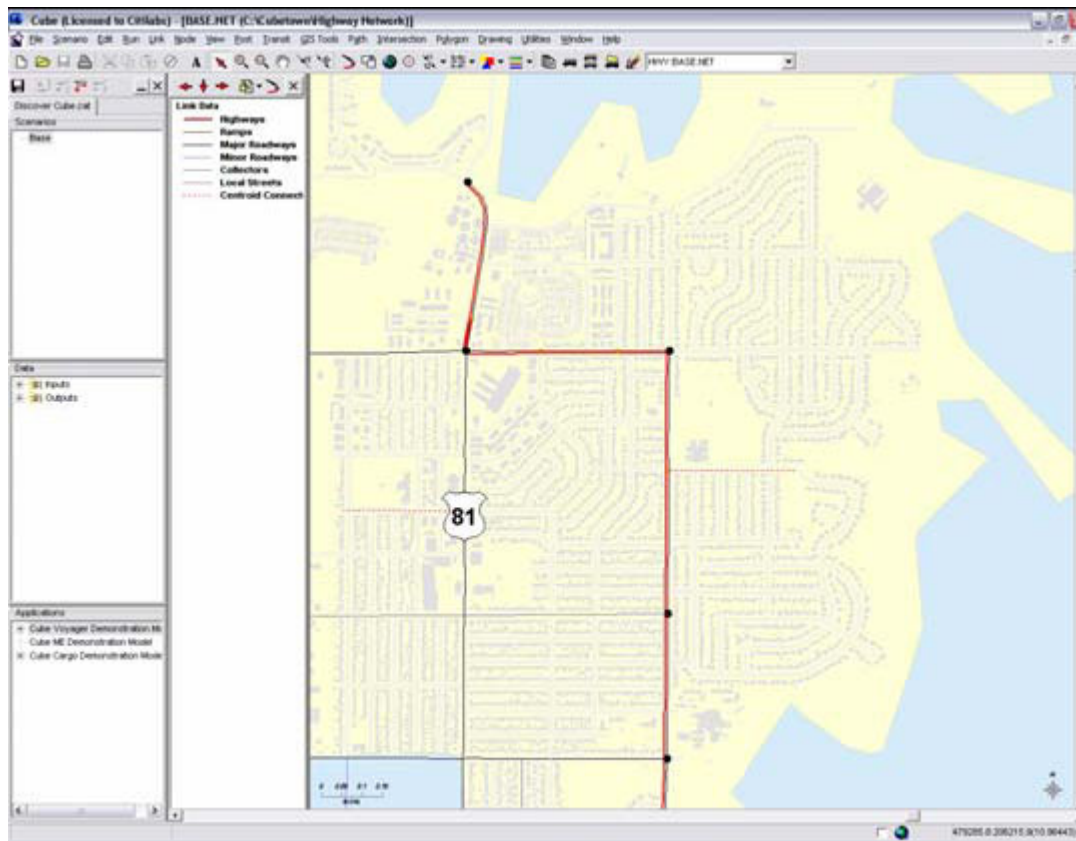 Cube (Licensed to Citilabs) - [BASE.NET (C:\Cubetown\Highway Network)]
File Scenario Edit Run Link Node View Post Transit GIS Tools Path Intersection Polygon Drawing Utilities Window Help
A
HWY:BASE.NET
Discover Cube.cat
Scenarios
Base
Link Data
Highways
Ramps
Major Roadways
Minor Roadways
Collectors
Local Streets
Centroid Connect
81
Data
Inputs
Outputs
Applications
Cube Voyager Demonstration Mo
Cube ME Demonstration Model
Cube Cargo Demonstration Mode